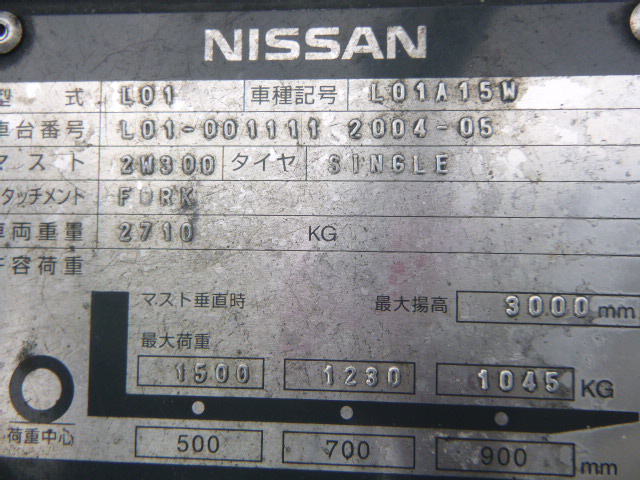 NISSAN
型 式 L01 車種記号 L01A15W
車台番号 L01-001111 2004-05
マスト 2W300 タイヤ SINGLE
タッチメント FORK
車両重量 2710 KG
容荷重
マスト垂直時 最大揚高 3000 mm
最大荷重
1500 1230 1045 KG
荷重中心 500 700 900 mm